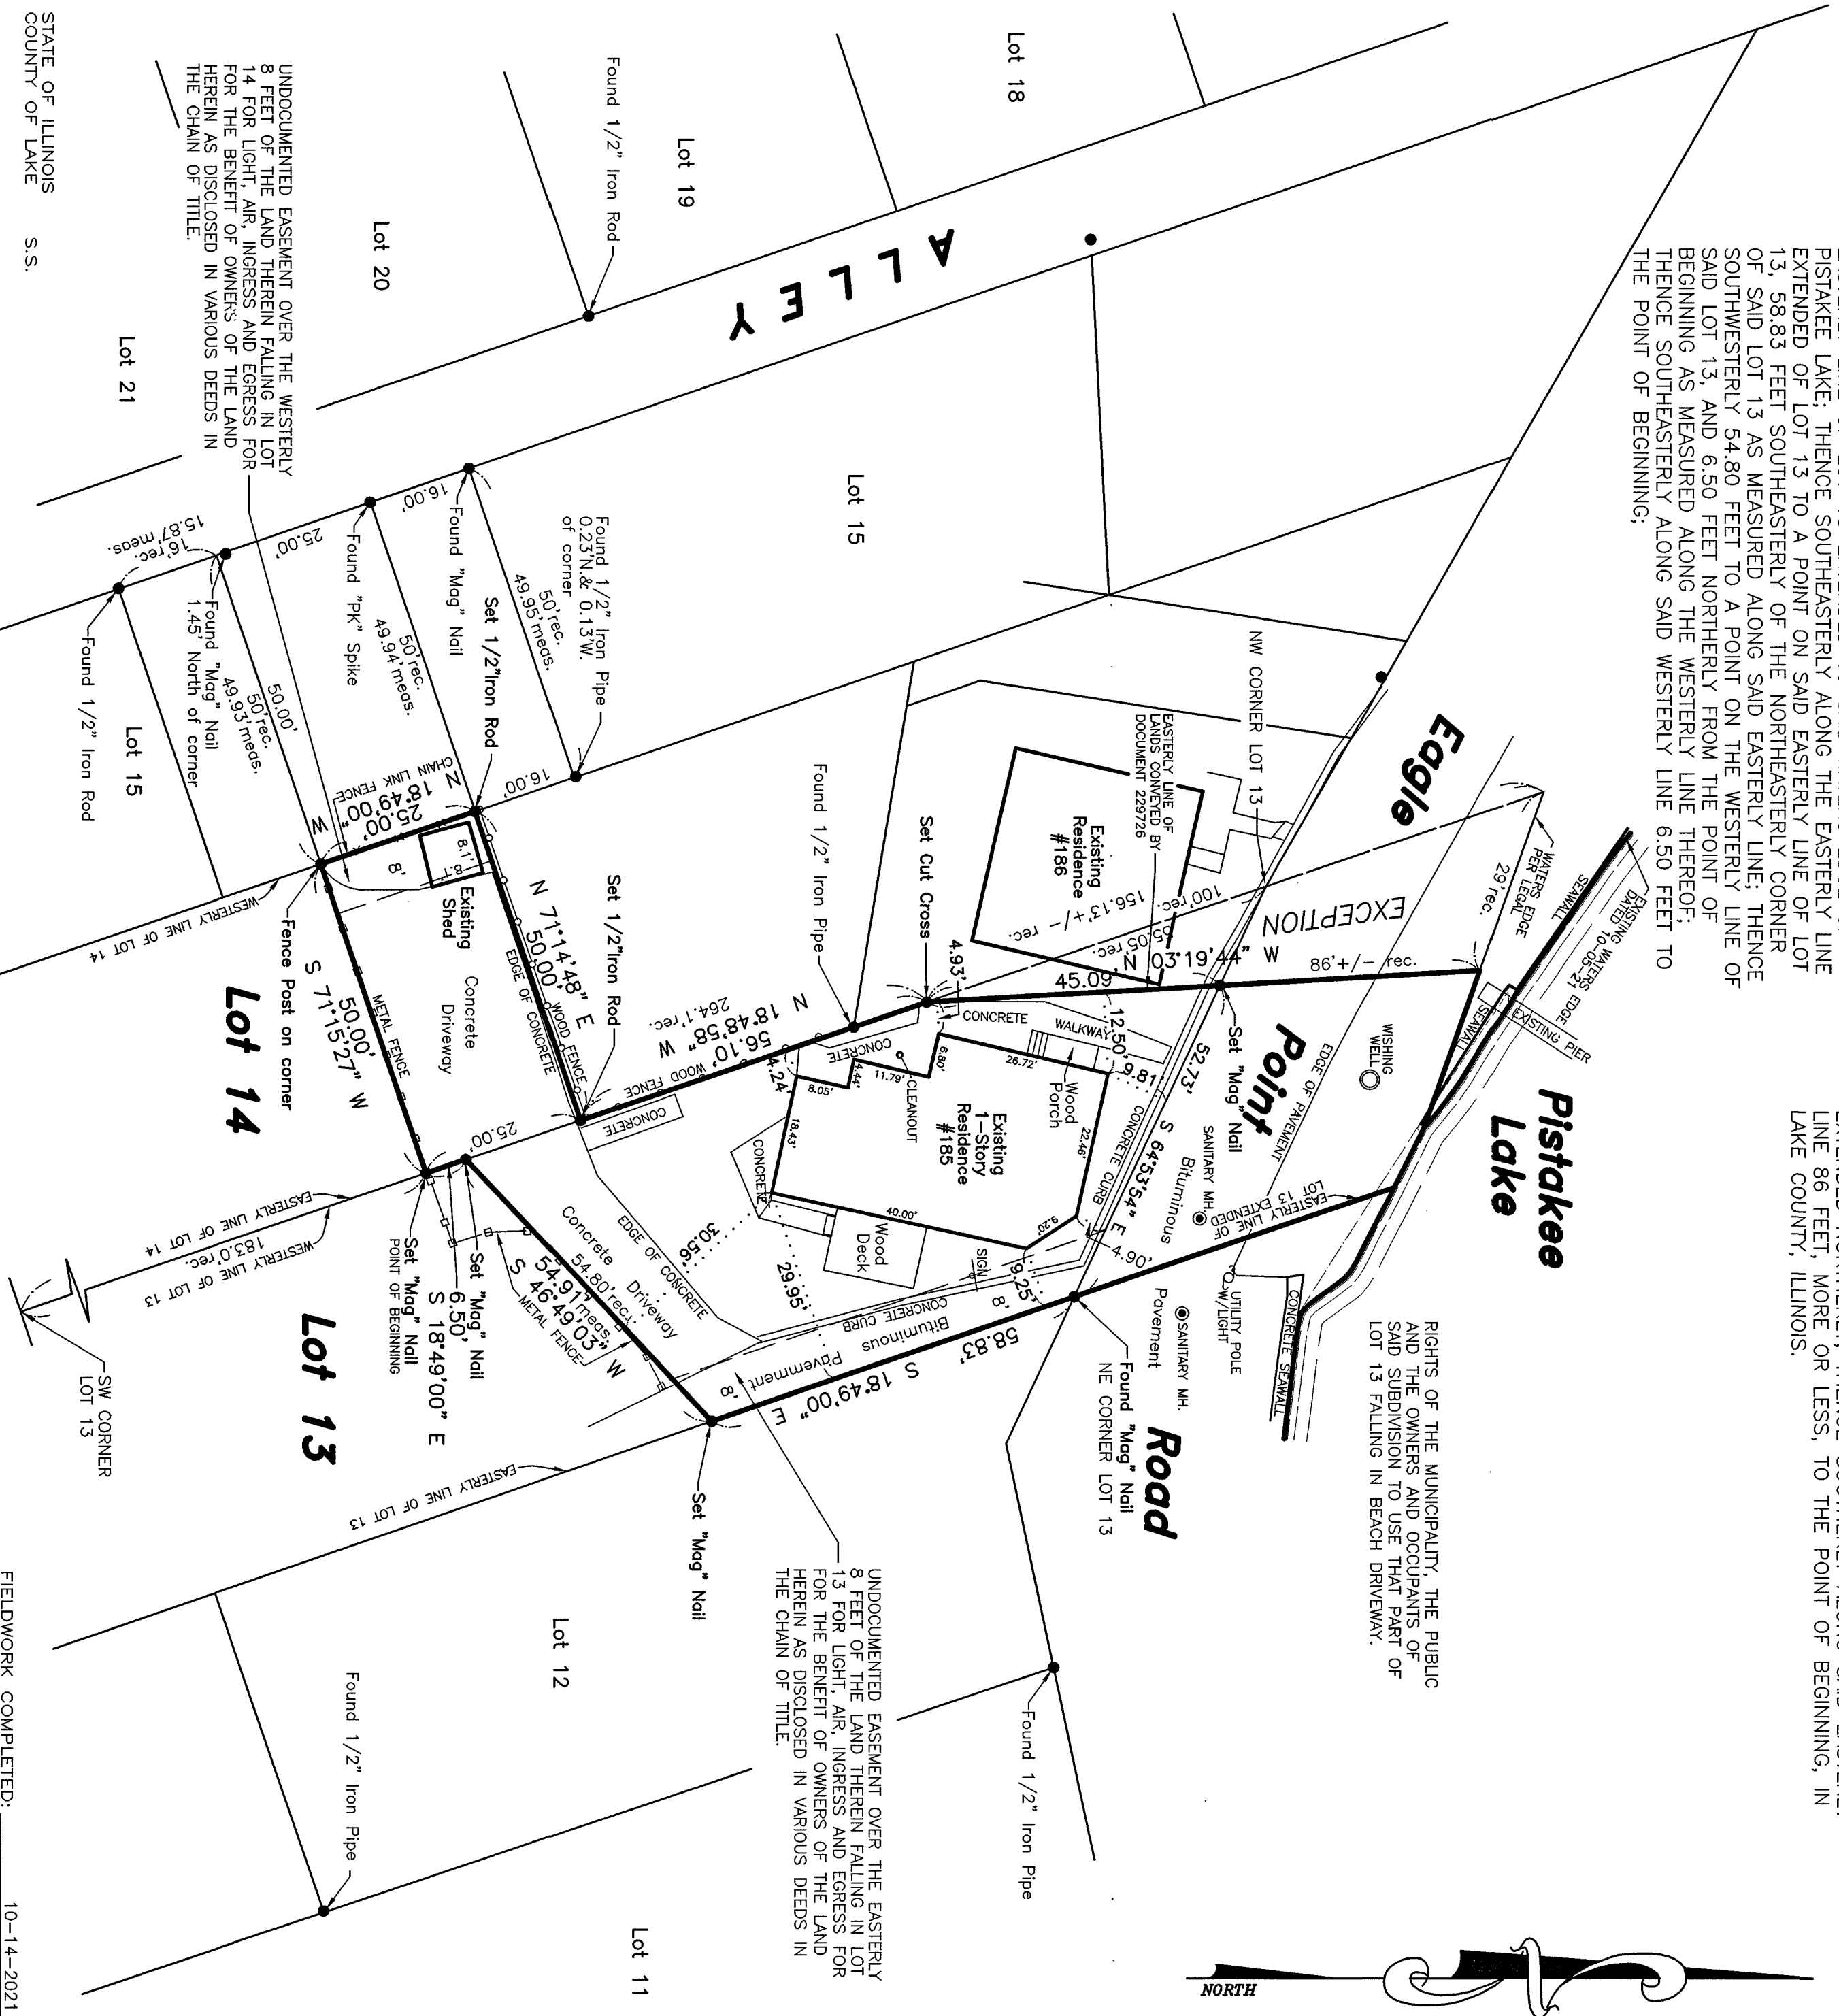 PISTAKEE LAKE; THENCE SOUTHEASTERLY ALONG THE EASTERLY LINE
EXTENDED OF LOT 13 TO A POINT ON SAID EASTERLY LINE OF LOT
13, 58.83 FEET SOUTHEASTERLY OF THE NORTHEASTERLY CORNER
OF SAID LOT 13 AS MEASURED ALONG SAID EASTERLY LINE; THENCE
SOUTHWESTERLY 54.80 FEET TO A POINT ON THE WESTERLY LINE OF
SAID LOT 13, AND 6.50 FEET NORTHERLY FROM THE POINT OF
BEGINNING AS MEASURED ALONG THE WESTERLY LINE THEREOF;
THENCE SOUTHEASTERLY ALONG SAID WESTERLY LINE 6.50 FEET TO
THE POINT OF BEGINNING;
LINE 86 FEET, MORE OR LESS, TO THE POINT OF BEGINNING, IN
LAKE COUNTY, ILLINOIS.
Pistakee
Lake
EXISTING WATERS EDGE
DATED 10-05-21
SEAWALL
WATERS EDGE
PER LEGAL
29'rec.
EXISTING PIER
SEAWALL
WISHING
WELL
EDGE OF PAVEMENT
RIGHTS OF THE MUNICIPALITY, THE PUBLIC
AND THE OWNERS AND OCCUPANTS OF
SAID SUBDIVISION TO USE THAT PART OF
LOT 13 FALLING IN BEACH DRIVEWAY.
CONCRETE SEAWALL
UTILITY POLE
W/LIGHT
EASTERLY LINE OF
LOT 13 EXTENDED
SANITARY MH.
Bituminous
SANITARY MH.
Pavement
Eagle
Point
Road
EXCEPTION
86'+/- rec.
N 03°19'44" W
45.09'
55.05'rec.
156.13'+/- rec.
100'rec.
NW CORNER LOT 13
EASTERLY LINE OF
LANDS CONVEYED BY
DOCUMENT 229726
Existing
Residence
#186
Set "Mag" Nail
52.73'
S 64°53'54" E
CONCRETE CURB
12.50'
9.81'
4.93'
CONCRETE
WALKWAY
Wood
Porch
26.72'
22.46'
6.80'
11.79'
4.44'
8.05'
CLEANOUT
CONCRETE
Existing
1-Story
Residence
#185
9.20'
40.00'
18.43'
4.24'
Wood
Deck
CONCRETE
SIGN
4.90'
9.25'
8'
58.83'
S 18°49'00" E
CONCRETE CURB
Bituminous
Pavement
8'
29.95'
30.56'
Found "Mag" Nail
NE CORNER LOT 13
Set Cut Cross
Found 1/2" Iron Pipe
N 18°48'58" W
56.10'
264.1'rec.
WOOD FENCE
CONCRETE
Set 1/2"Iron Rod
N 71°14'48" E
50.00'
WOOD FENCE
EDGE OF CONCRETE
Set 1/2"Iron Rod
16.00'
Found 1/2" Iron Pipe
0.23'N.& 0.13'W.
of corner
50'rec.
49.95'meas.
Found "Mag" Nail
16.00'
50'rec.
49.94'meas.
Found "PK" Spike
25.00'
50.00'
50'rec.
49.93'meas.
Found "Mag" Nail
1.45' North of corner
16'rec.
15.87'meas.
Found 1/2" Iron Rod
CHAIN LINK FENCE
N 18°49'00" W
25.00'
8'
8.1'
8.1'
Existing
Shed
Concrete
Driveway
METAL FENCE
50.00'
S 71°15'27" W
Fence Post on corner
WESTERLY LINE OF LOT 14
25.00'
EDGE OF CONCRETE
Concrete
Driveway
54.80'rec.
54.91'meas.
S 46°49'03" W
METAL FENCE
Set "Mag" Nail
6.50'
S 18°49'00" E
Set "Mag" Nail
POINT OF BEGINNING
EASTERLY LINE OF LOT 14
183.0'rec.
WESTERLY LINE OF LOT 13
SW CORNER
LOT 13
EASTERLY LINE OF LOT 13
Set "Mag" Nail
Lot 14
Lot 13
Lot 12
Lot 11
Found 1/2" Iron Pipe
Found 1/2" Iron Pipe
Lot 15
Lot 15
Lot 18
Lot 19
Lot 20
Lot 21
ALLEY
Found 1/2" Iron Rod
UNDOCUMENTED EASEMENT OVER THE WESTERLY
8 FEET OF THE LAND THEREIN FALLING IN LOT
14 FOR LIGHT, AIR, INGRESS AND EGRESS FOR
FOR THE BENEFIT OF OWNERS OF THE LAND
HEREIN AS DISCLOSED IN VARIOUS DEEDS IN
THE CHAIN OF TITLE.
UNDOCUMENTED EASEMENT OVER THE EASTERLY
8 FEET OF THE LAND THEREIN FALLING IN LOT
13 FOR LIGHT, AIR, INGRESS AND EGRESS FOR
FOR THE BENEFIT OF OWNERS OF THE LAND
HEREIN AS DISCLOSED IN VARIOUS DEEDS IN
THE CHAIN OF TITLE.
NORTH
STATE OF ILLINOIS
COUNTY OF LAKE S.S.
FIELDWORK COMPLETED: 10-14-2021